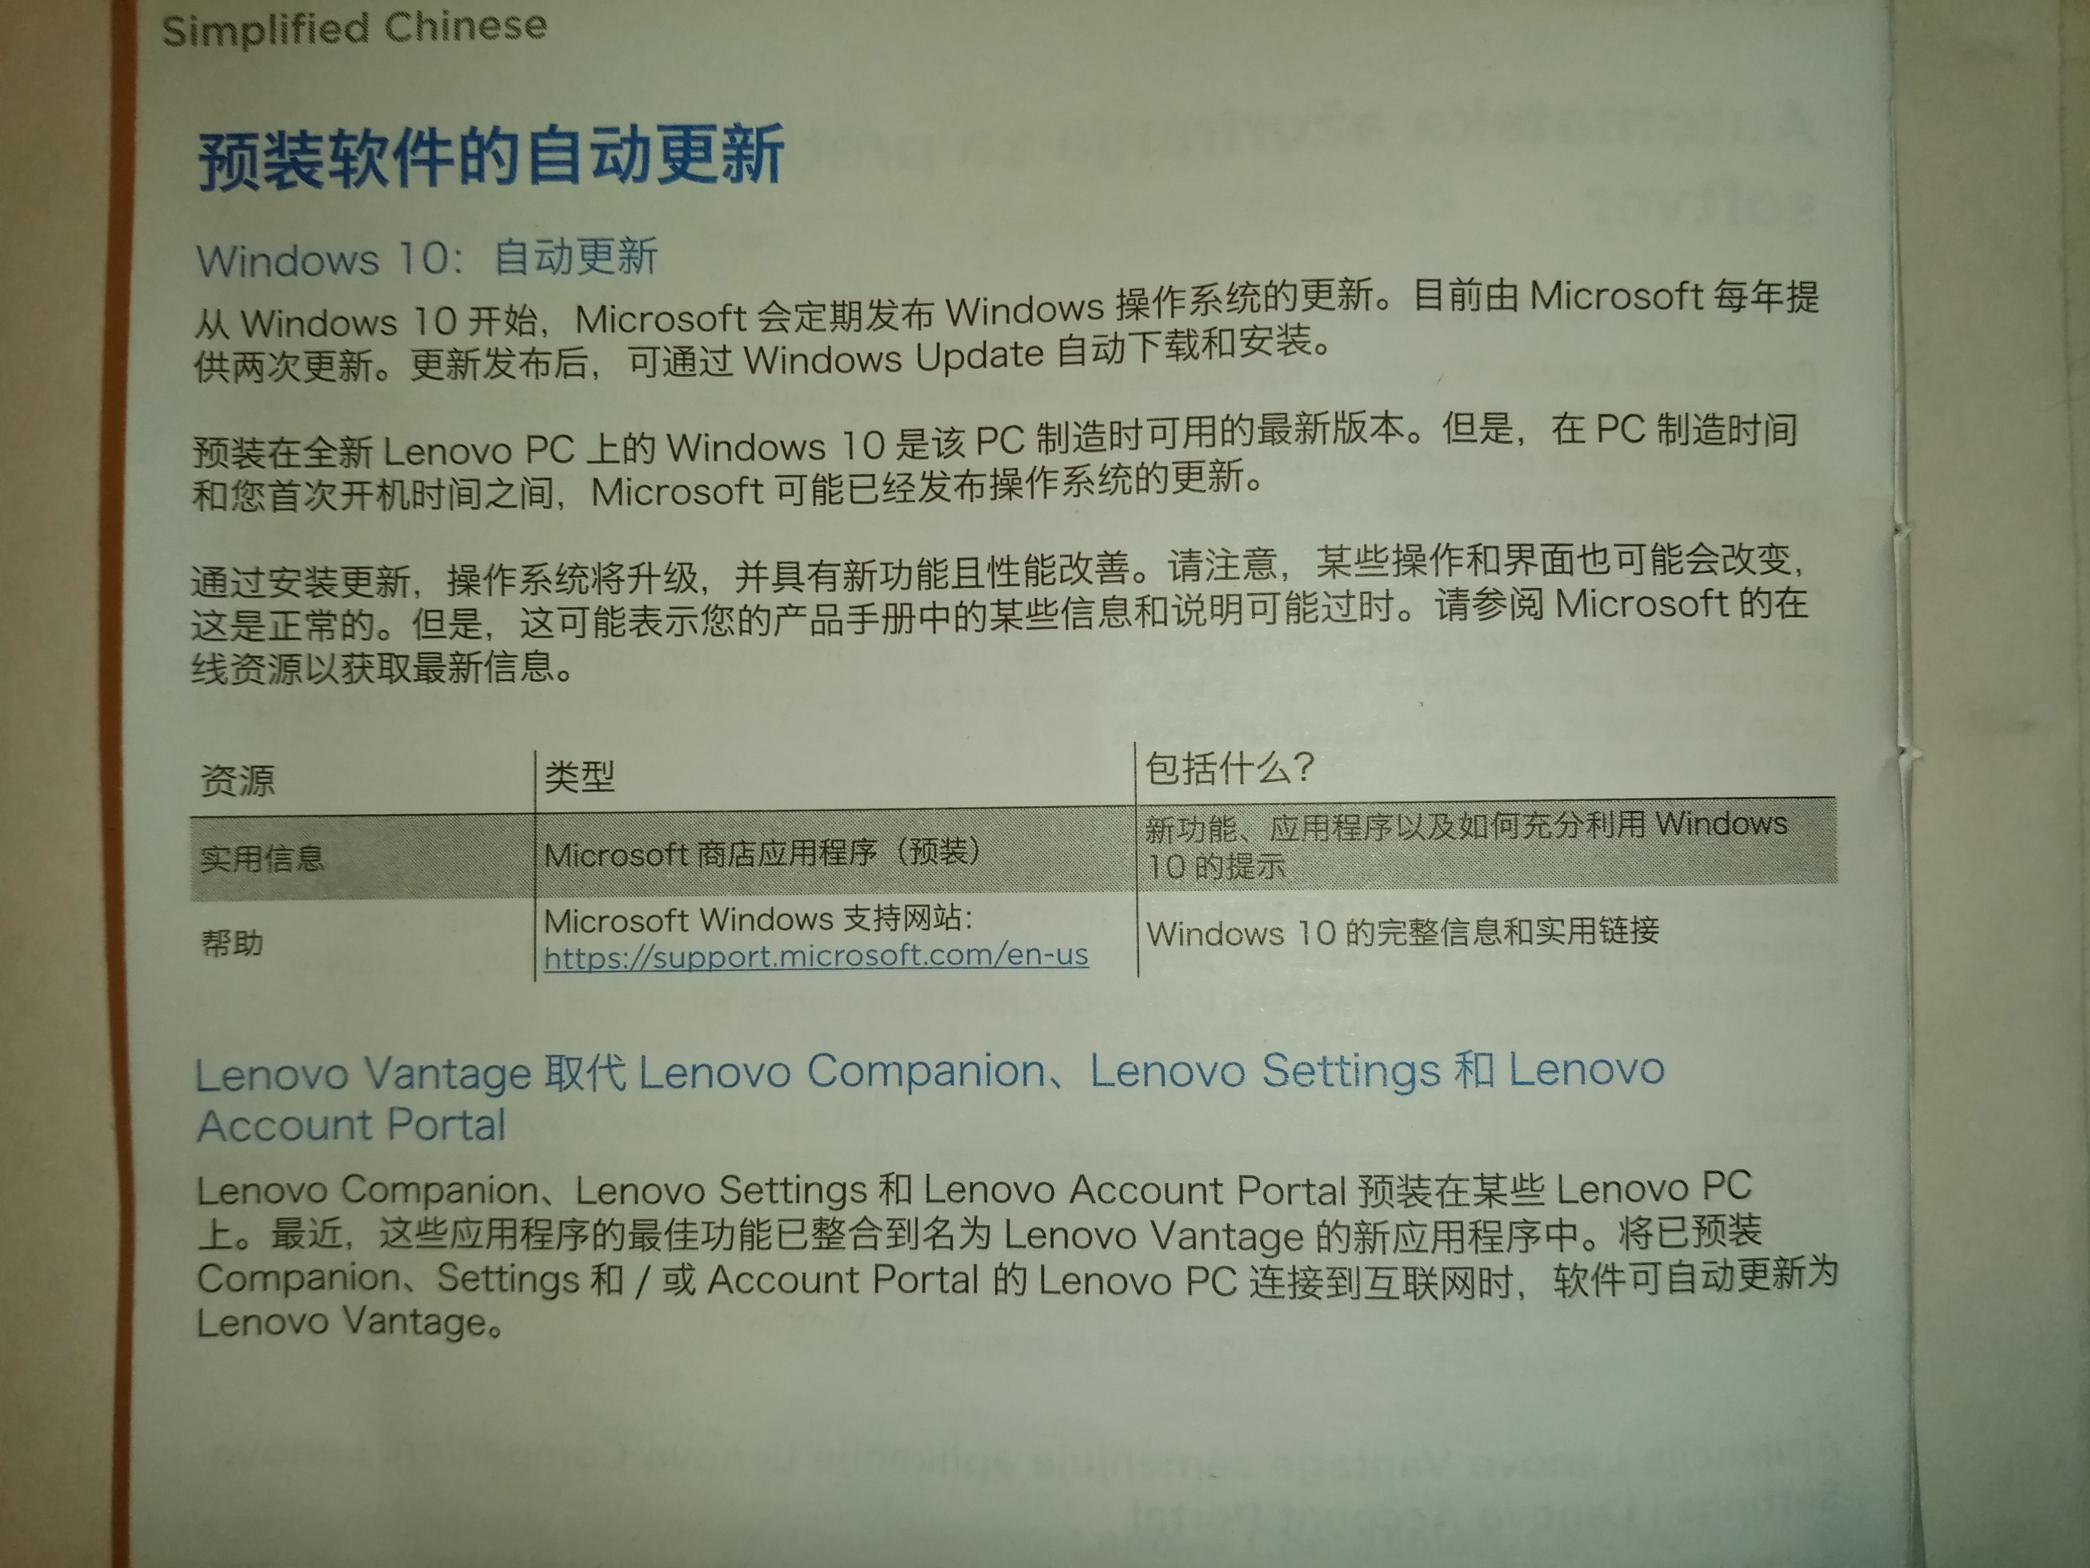 Simplified Chinese
预装软件的自动更新
Windows 10：自动更新
从 Windows 10 开始，Microsoft 会定期发布 Windows 操作系统的更新。目前由 Microsoft 每年提
供两次更新。更新发布后，可通过 Windows Update 自动下载和安装。
预装在全新 Lenovo PC 上的 Windows 10 是该 PC 制造时可用的最新版本。但是，在 PC 制造时间
和您首次开机时间之间，Microsoft 可能已经发布操作系统的更新。
通过安装更新，操作系统将升级，并具有新功能且性能改善。请注意，某些操作和界面也可能会改变，
这是正常的。但是，这可能表示您的产品手册中的某些信息和说明可能过时。请参阅 Microsoft 的在
线资源以获取最新信息。
资源 类型 包括什么？
实用信息 Microsoft 商店应用程序（预装） 新功能、应用程序以及如何充分利用 Windows
10 的提示
帮助 Microsoft Windows 支持网站：
https://support.microsoft.com/en-us Windows 10 的完整信息和实用链接
Lenovo Vantage 取代 Lenovo Companion、Lenovo Settings 和 Lenovo
Account Portal
Lenovo Companion、Lenovo Settings 和 Lenovo Account Portal 预装在某些 Lenovo PC
上。最近，这些应用程序的最佳功能已整合到名为 Lenovo Vantage 的新应用程序中。将已预装
Companion、Settings 和 / 或 Account Portal 的 Lenovo PC 连接到互联网时，软件可自动更新为
Lenovo Vantage。